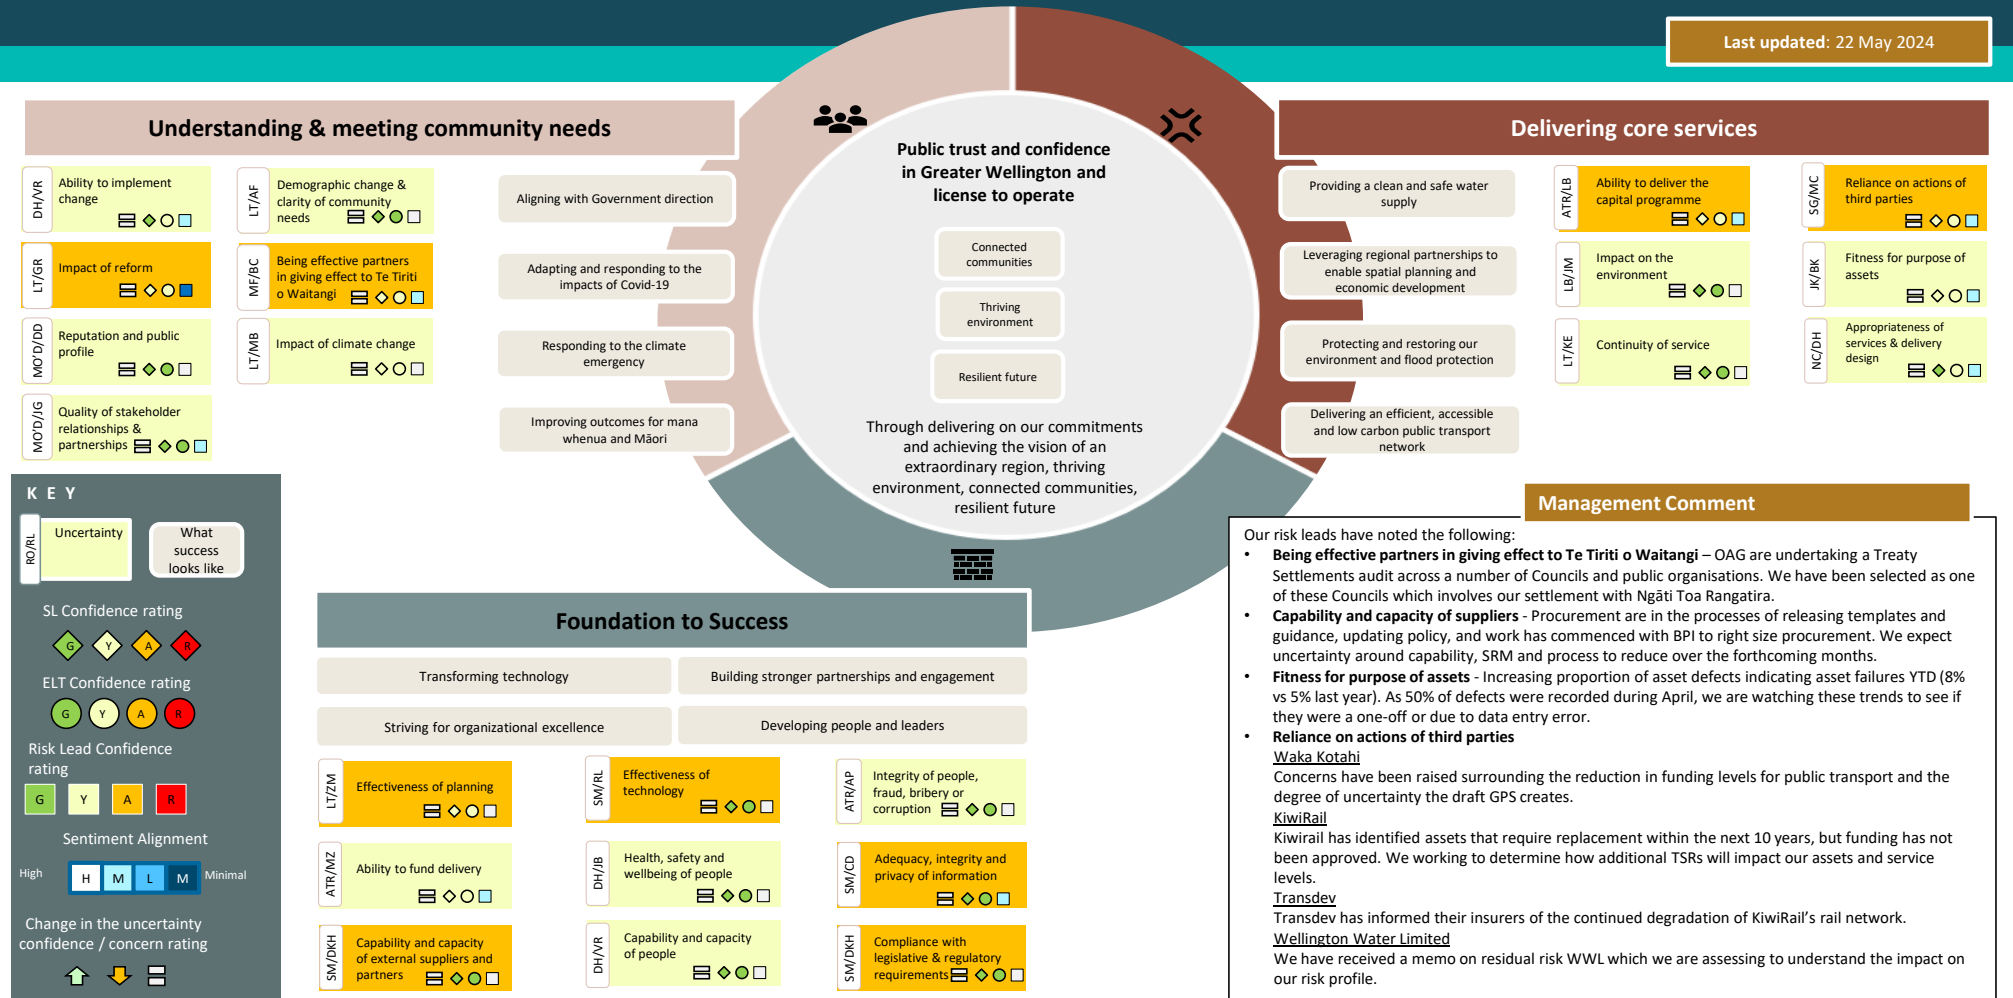 Last updated: 22 May 2024
Understanding & meeting community needs
DH/VR
Ability to implement
change
LT/AF
Demographic change &
clarity of community
needs
LT/GR
Impact of reform
MF/BC
Being effective partners
in giving effect to Te Tiriti
o Waitangi
MO'D/DD
Reputation and public
profile
LT/MB
Impact of climate change
MO'D/JG
Quality of stakeholder
relationships &
partnerships
Aligning with Government direction
Adapting and responding to the
impacts of Covid-19
Responding to the climate
emergency
Improving outcomes for mana
whenua and Māori
Public trust and confidence
in Greater Wellington and
license to operate
Connected
communities
Thriving
environment
Resilient future
Through delivering on our commitments
and achieving the vision of an
extraordinary region, thriving
environment, connected communities,
resilient future
Delivering core services
Providing a clean and safe water
supply
Leveraging regional partnerships to
enable spatial planning and
economic development
Protecting and restoring our
environment and flood protection
Delivering an efficient, accessible
and low carbon public transport
network
ATR/LB
Ability to deliver the
capital programme
SG/MC
Reliance on actions of
third parties
LB/JM
Impact on the
environment
JK/BK
Fitness for purpose of
assets
LT/KE
Continuity of service
NC/DH
Appropriateness of
services & delivery
design
KEY
RO/RL
Uncertainty
What
success
looks like
SL Confidence rating
G Y A R
ELT Confidence rating
G Y A R
Risk Lead Confidence
rating
G Y A R
Sentiment Alignment
High H M L M Minimal
Change in the uncertainty
confidence / concern rating
Foundation to Success
Transforming technology
Building stronger partnerships and engagement
Striving for organizational excellence
Developing people and leaders
LT/ZM
Effectiveness of planning
SM/RL
Effectiveness of
technology
ATR/AP
Integrity of people,
fraud, bribery or
corruption
ATR/MZ
Ability to fund delivery
DH/JB
Health, safety and
wellbeing of people
SM/CD
Adequacy, integrity and
privacy of information
SM/DKH
Capability and capacity
of external suppliers and
partners
DH/VR
Capability and capacity
of people
SM/DKH
Compliance with
legislative & regulatory
requirements
Management Comment
Our risk leads have noted the following:
• Being effective partners in giving effect to Te Tiriti o Waitangi – OAG are undertaking a Treaty
Settlements audit across a number of Councils and public organisations. We have been selected as one
of these Councils which involves our settlement with Ngāti Toa Rangatira.
• Capability and capacity of suppliers - Procurement are in the processes of releasing templates and
guidance, updating policy, and work has commenced with BPI to right size procurement. We expect
uncertainty around capability, SRM and process to reduce over the forthcoming months.
• Fitness for purpose of assets - Increasing proportion of asset defects indicating asset failures YTD (8%
vs 5% last year). As 50% of defects were recorded during April, we are watching these trends to see if
they were a one-off or due to data entry error.
• Reliance on actions of third parties
Waka Kotahi
Concerns have been raised surrounding the reduction in funding levels for public transport and the
degree of uncertainty the draft GPS creates.
KiwiRail
Kiwirail has identified assets that require replacement within the next 10 years, but funding has not
been approved. We working to determine how additional TSRs will impact our assets and service
levels.
Transdev
Transdev has informed their insurers of the continued degradation of KiwiRail's rail network.
Wellington Water Limited
We have received a memo on residual risk WWL which we are assessing to understand the impact on
our risk profile.